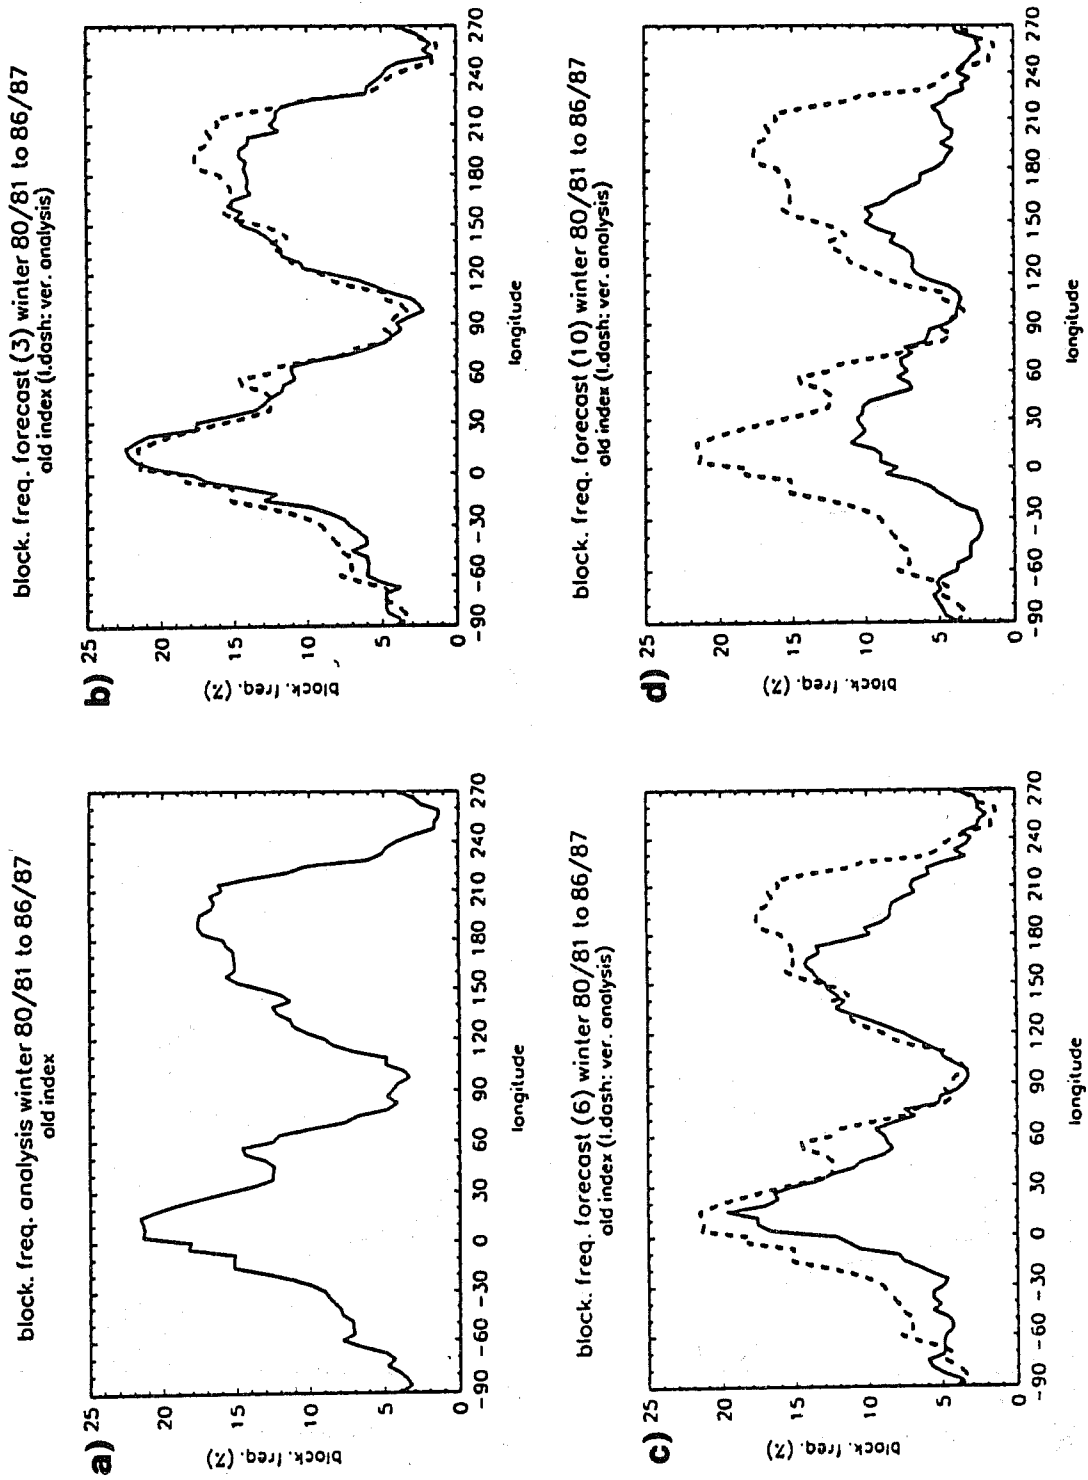 a)
block. freq. analysis winter 80/81 to 86/87
old index
block. freq. (%)
25
20
15
10
5
0
-90 -60 -30 0 30 60 90 120 150 180 210 240 270
longitude
b)
block. freq. forecast (3) winter 80/81 to 86/87
old index (l.dash: ver. analysis)
block. freq. (%)
25
20
15
10
5
0
-90 -60 -30 0 30 60 90 120 150 180 210 240 270
longitude
c)
block. freq. forecast (6) winter 80/81 to 86/87
old index (l.dash: ver. analysis)
block. freq. (%)
25
20
15
10
5
0
-90 -60 -30 0 30 60 90 120 150 180 210 240 270
longitude
d)
block. freq. forecast (10) winter 80/81 to 86/87
old index (l.dash: ver. analysis)
block. freq. (%)
25
20
15
10
5
0
-90 -60 -30 0 30 60 90 120 150 180 210 240 270
longitude